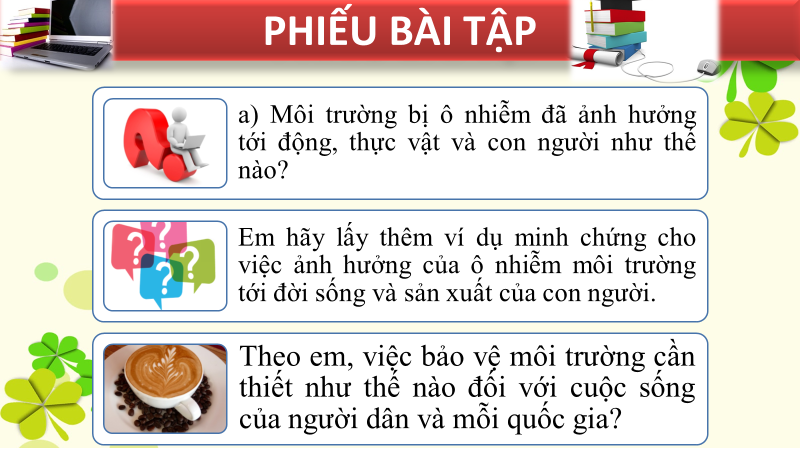 PHIẾU BÀI TẬP
a) Môi trường bị ô nhiễm đã ảnh hưởng
tới động, thực vật và con người như thế
nào?
Em hãy lấy thêm ví dụ minh chứng cho
việc ảnh hưởng của ô nhiễm môi trường
tới đời sống và sản xuất của con người.
Theo em, việc bảo vệ môi trường cần
thiết như thế nào đối với cuộc sống
của người dân và mỗi quốc gia?